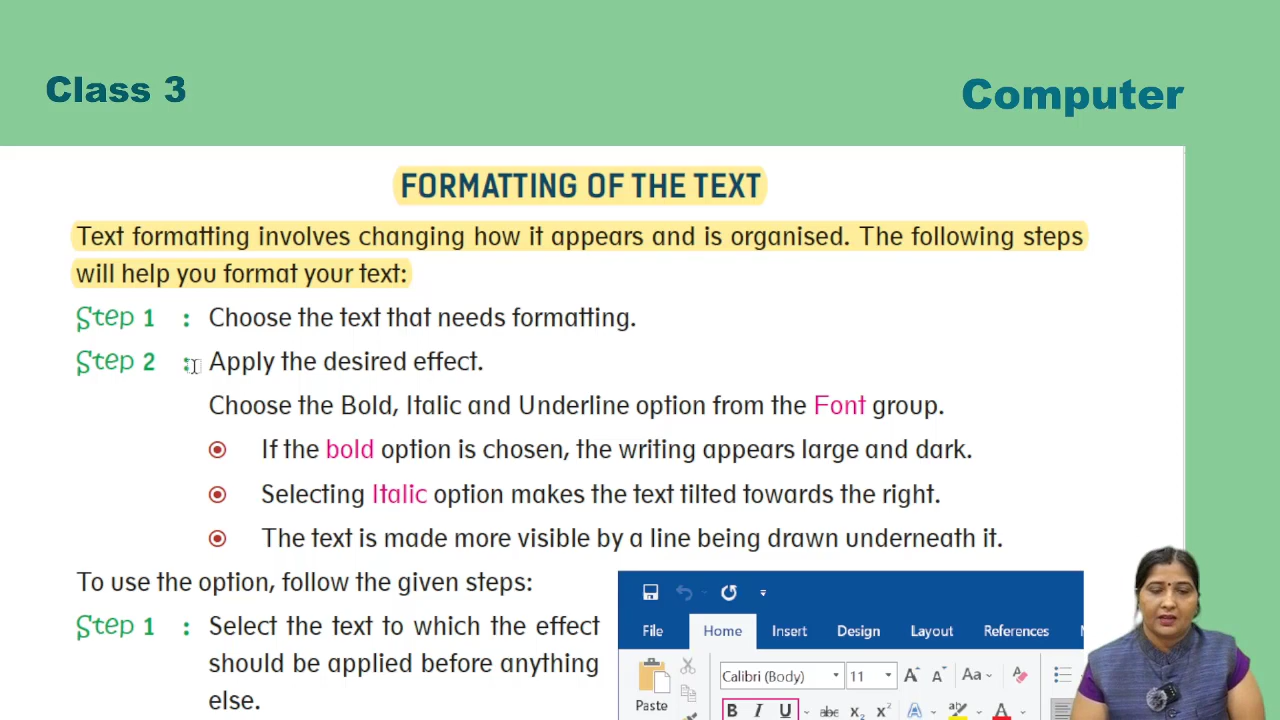 Class 3
Computer
FORMATTING OF THE TEXT
Text formatting involves changing how it appears and is organised. The following steps
will help you format your text:
Step 1 : Choose the text that needs formatting.
Step 2 : Apply the desired effect.
Choose the Bold, Italic and Underline option from the Font group.
If the bold option is chosen, the writing appears large and dark.
Selecting Italic option makes the text tilted towards the right.
The text is made more visible by a line being drawn underneath it.
To use the option, follow the given steps:
Step 1 : Select the text to which the effect
should be applied before anything
else.
File Home Insert Design Layout References
Calibri (Body) 11 A A Aa
Paste
B I U abc X2 X2 A ab A